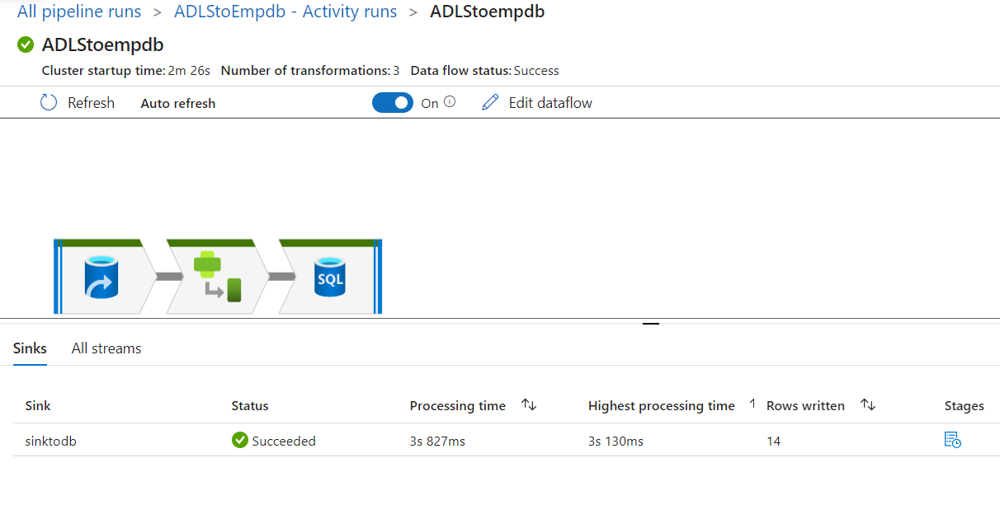 All pipeline runs > ADLStoEmpdb - Activity runs > ADLStoempdb
ADLStoempdb
Cluster startup time: 2m 26s Number of transformations: 3 Data flow status: Success
Refresh Auto refresh On Edit dataflow
SQL
Sinks All streams
Sink Status Processing time Highest processing time Rows written Stages
sinktodb Succeeded 3s 827ms 3s 130ms 14